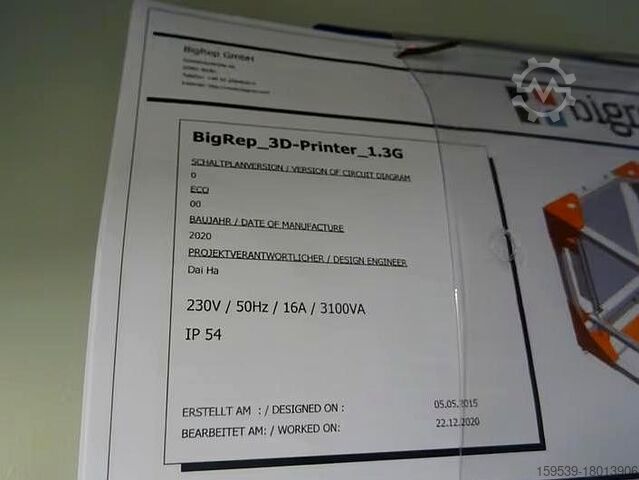 BigRep GmbH
bigr
BigRep_3D-Printer_1.3G
SCHALTPLANVERSION / VERSION OF CIRCUIT DIAGRAM
0
ECO
00
BAUJAHR / DATE OF MANUFACTURE
2020
PROJEKTVERANTWORTLICHER / DESIGN ENGINEER
Dai Ha
230V / 50Hz / 16A / 3100VA
IP 54
ERSTELLT AM : / DESIGNED ON : 05.05.2015
BEARBEITET AM: / WORKED ON: 22.12.2020
159539-18013906